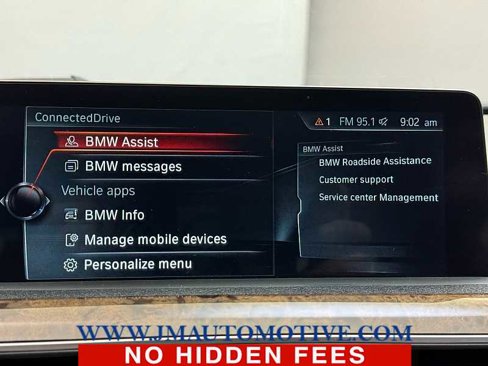 ConnectedDrive
1 FM 95.1 9:02 am
BMW Assist
BMW messages
Vehicle apps
BMW Info
Manage mobile devices
Personalize menu
BMW Assist
BMW Roadside Assistance
Customer support
Service center Management
WWW.JMAUTOMOTIVE.COM
NO HIDDEN FEES